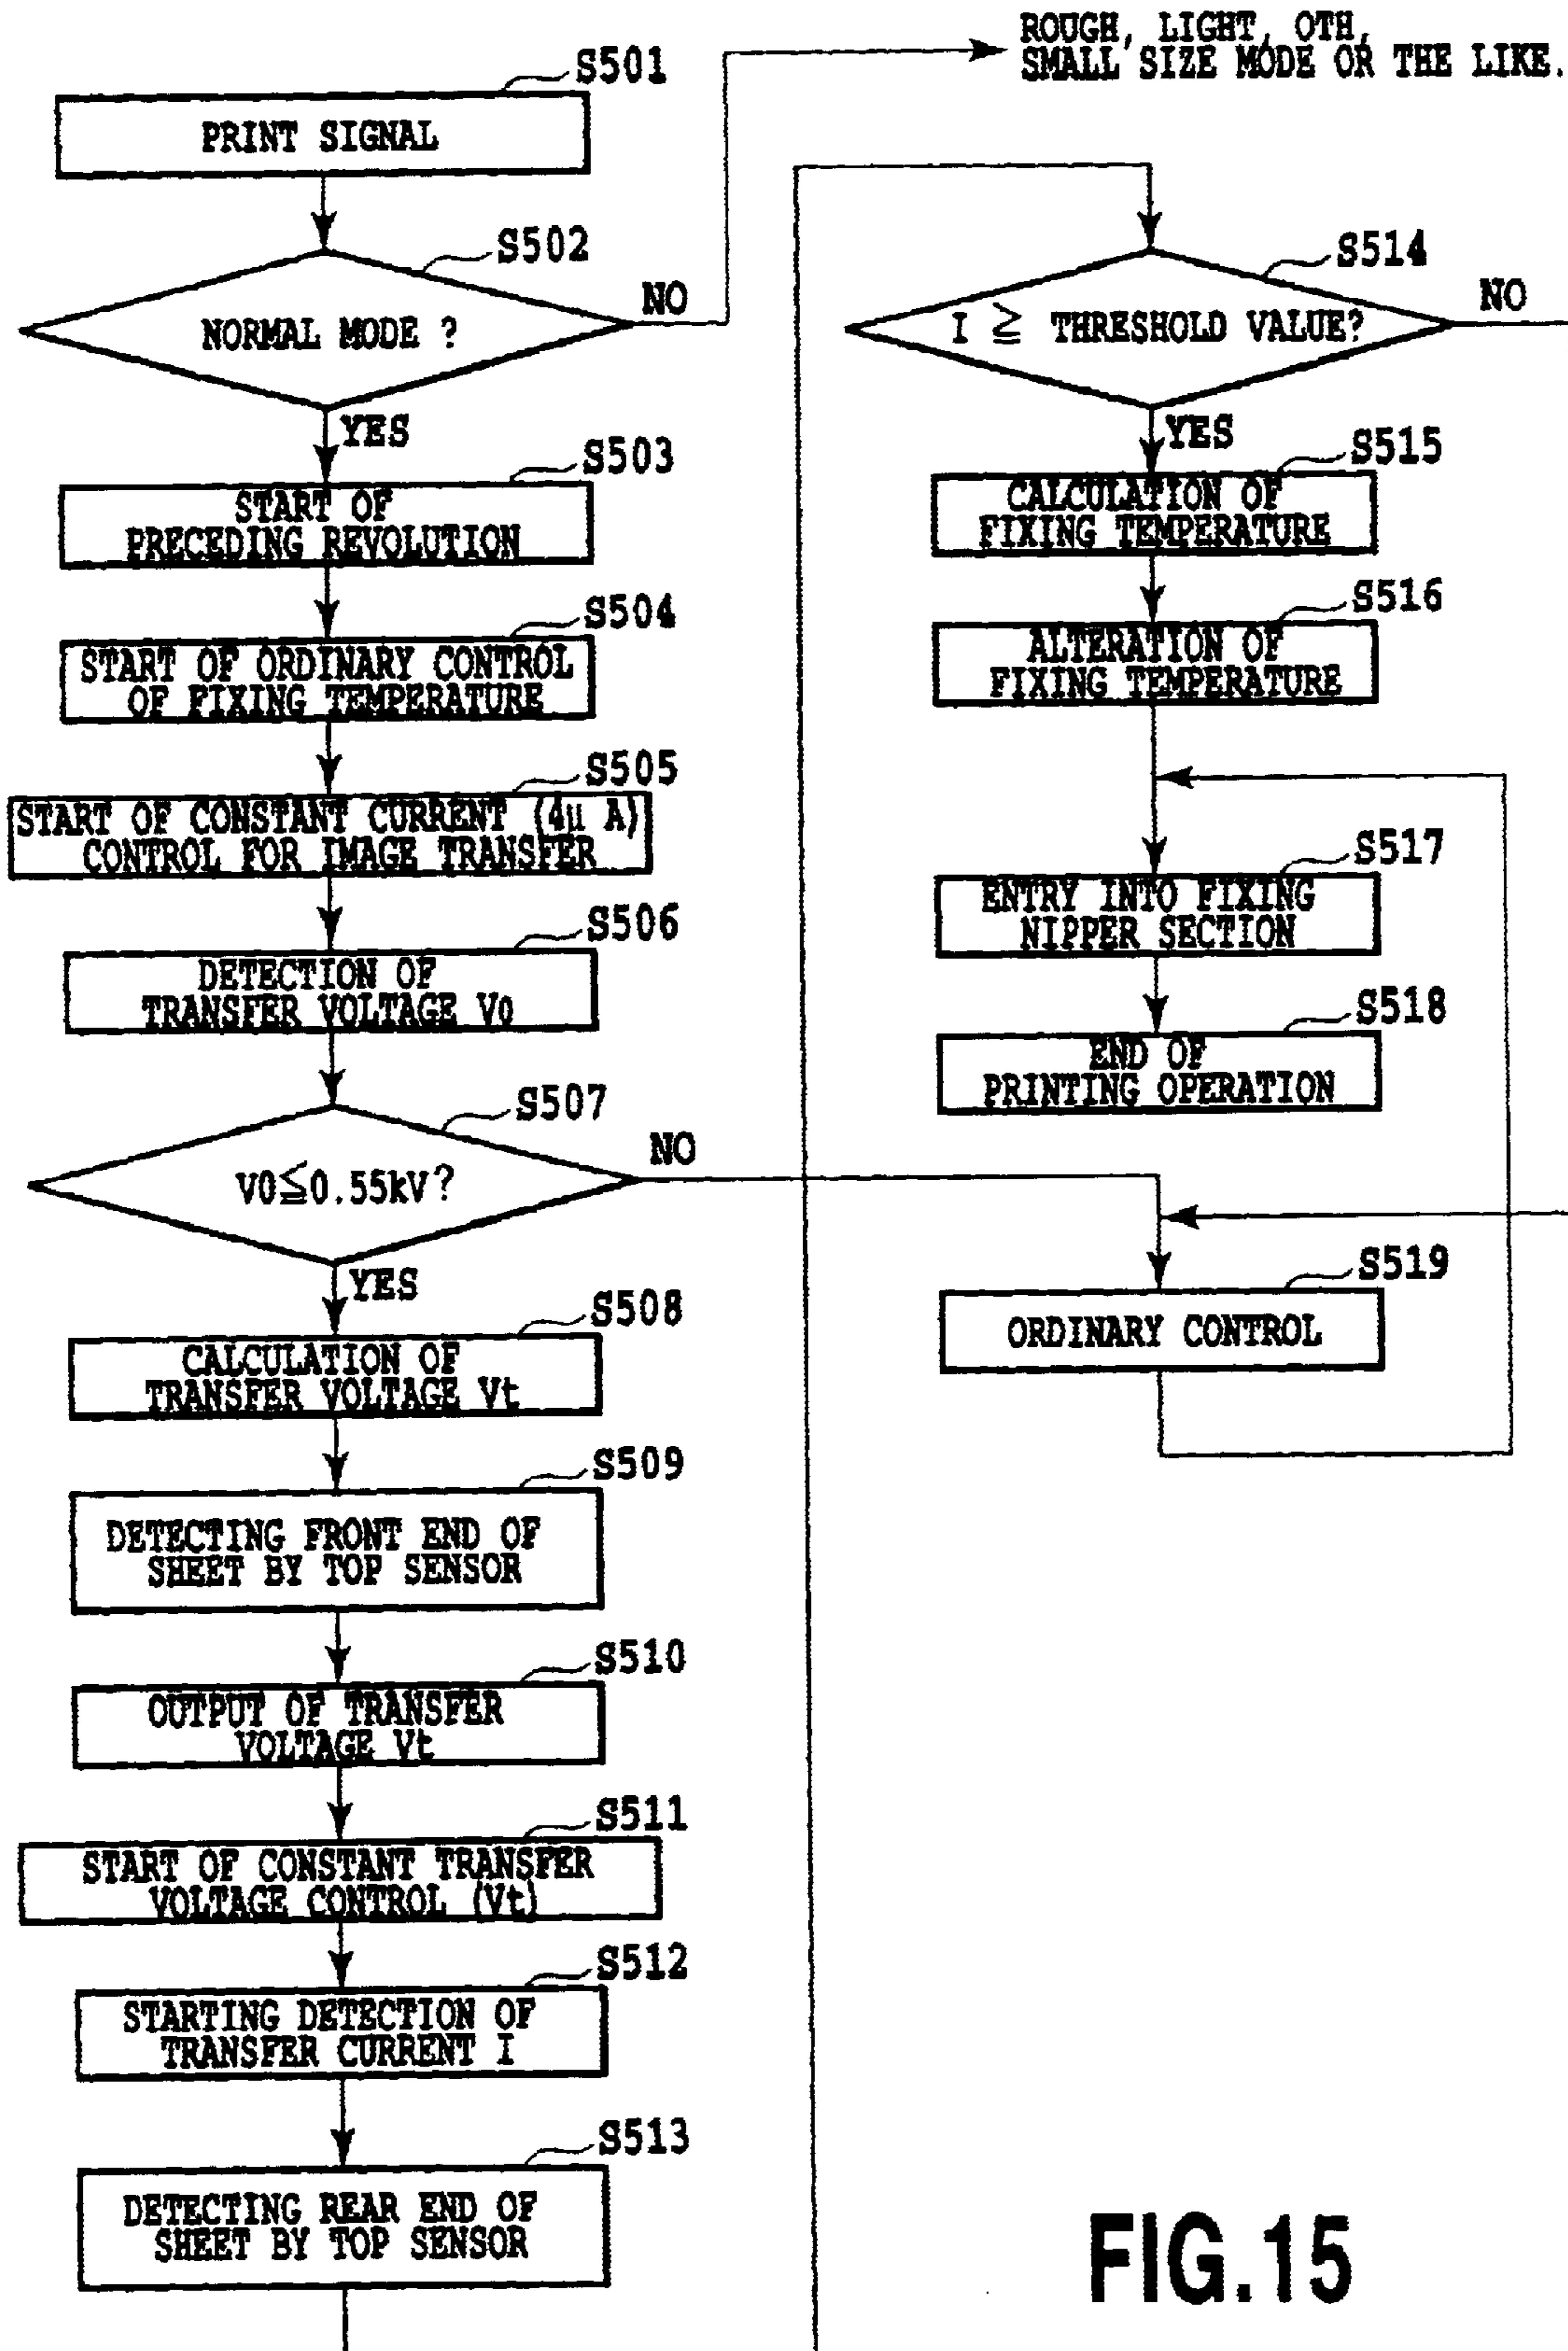 ROUGH, LIGHT, OTH,
SMALL SIZE MODE OR THE LIKE.
S501
PRINT SIGNAL
S502
NORMAL MODE ?
NO
YES
S503
START OF
PRECEDING REVOLUTION
S504
START OF ORDINARY CONTROL
OF FIXING TEMPERATURE
S505
START OF CONSTANT CURRENT (4μ A)
CONTROL FOR IMAGE TRANSFER
S506
DETECTION OF
TRANSFER VOLTAGE V0
S507
V0≦0.55kV?
NO
YES
S508
CALCULATION OF
TRANSFER VOLTAGE Vt
S509
DETECTING FRONT END OF
SHEET BY TOP SENSOR
S510
OUTPUT OF TRANSFER
VOLTAGE Vt
S511
START OF CONSTANT TRANSFER
VOLTAGE CONTROL (Vt)
S512
STARTING DETECTION OF
TRANSFER CURRENT I
S513
DETECTING REAR END OF
SHEET BY TOP SENSOR
S514
I ≧ THRESHOLD VALUE?
NO
YES
S515
CALCULATION OF
FIXING TEMPERATURE
S516
ALTERATION OF
FIXING TEMPERATURE
S517
ENTRY INTO FIXING
NIPPER SECTION
S518
END OF
PRINTING OPERATION
S519
ORDINARY CONTROL
FIG.15